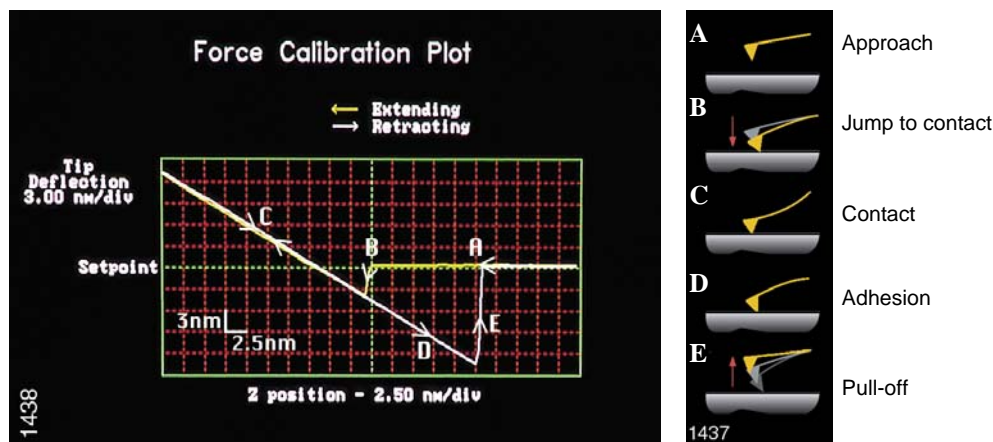 Force Calibration Plot
Extending
Retracting
Tip
Deflection
3.00 nm/div
Setpoint
C
B
A
3nm
2.5nm
D
E
Z position - 2.50 nm/div
1438
A
Approach
B
Jump to contact
C
Contact
D
Adhesion
E
Pull-off
1437